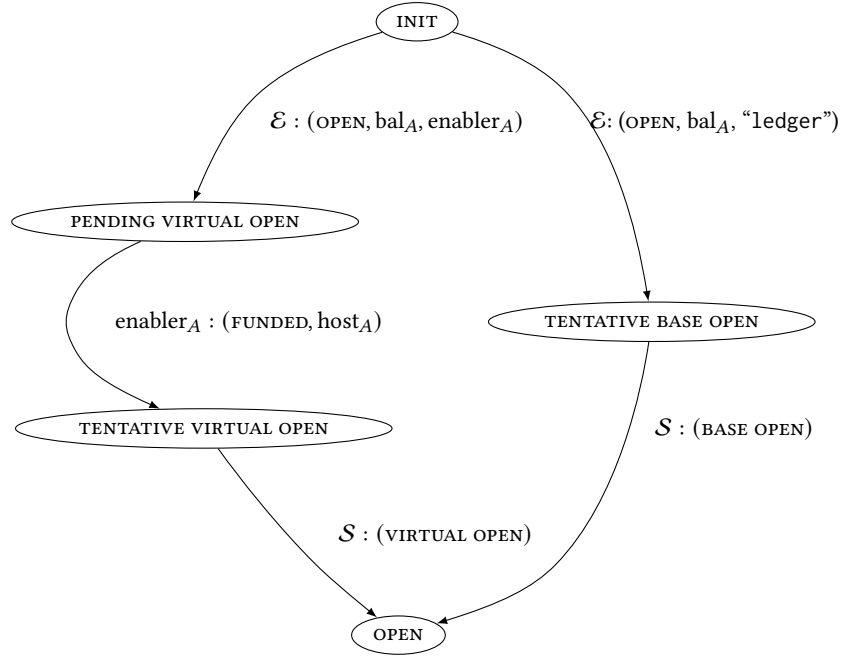 INIT
ℰ : (OPEN, bal_A, enabler_A)
ℰ: (OPEN, bal_A, “ledger”)
PENDING VIRTUAL OPEN
enabler_A : (FUNDED, host_A)
TENTATIVE BASE OPEN
TENTATIVE VIRTUAL OPEN
𝒮 : (BASE OPEN)
𝒮 : (VIRTUAL OPEN)
OPEN